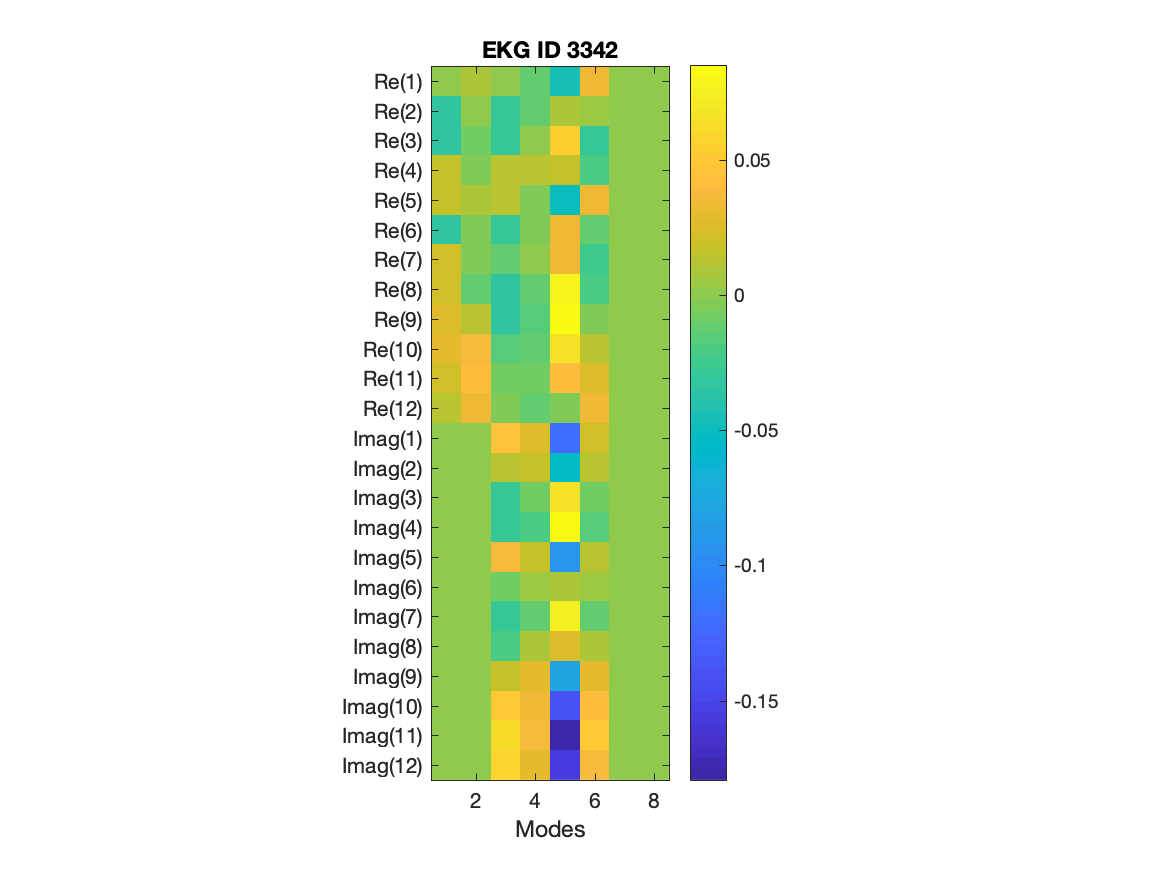 EKG ID 3342
Re(1)
Re(2)
Re(3)
Re(4)
Re(5)
Re(6)
Re(7)
Re(8)
Re(9)
Re(10)
Re(11)
Re(12)
Imag(1)
Imag(2)
Imag(3)
Imag(4)
Imag(5)
Imag(6)
Imag(7)
Imag(8)
Imag(9)
Imag(10)
Imag(11)
Imag(12)
2 4 6 8
Modes
0.05
0
-0.05
-0.1
-0.15